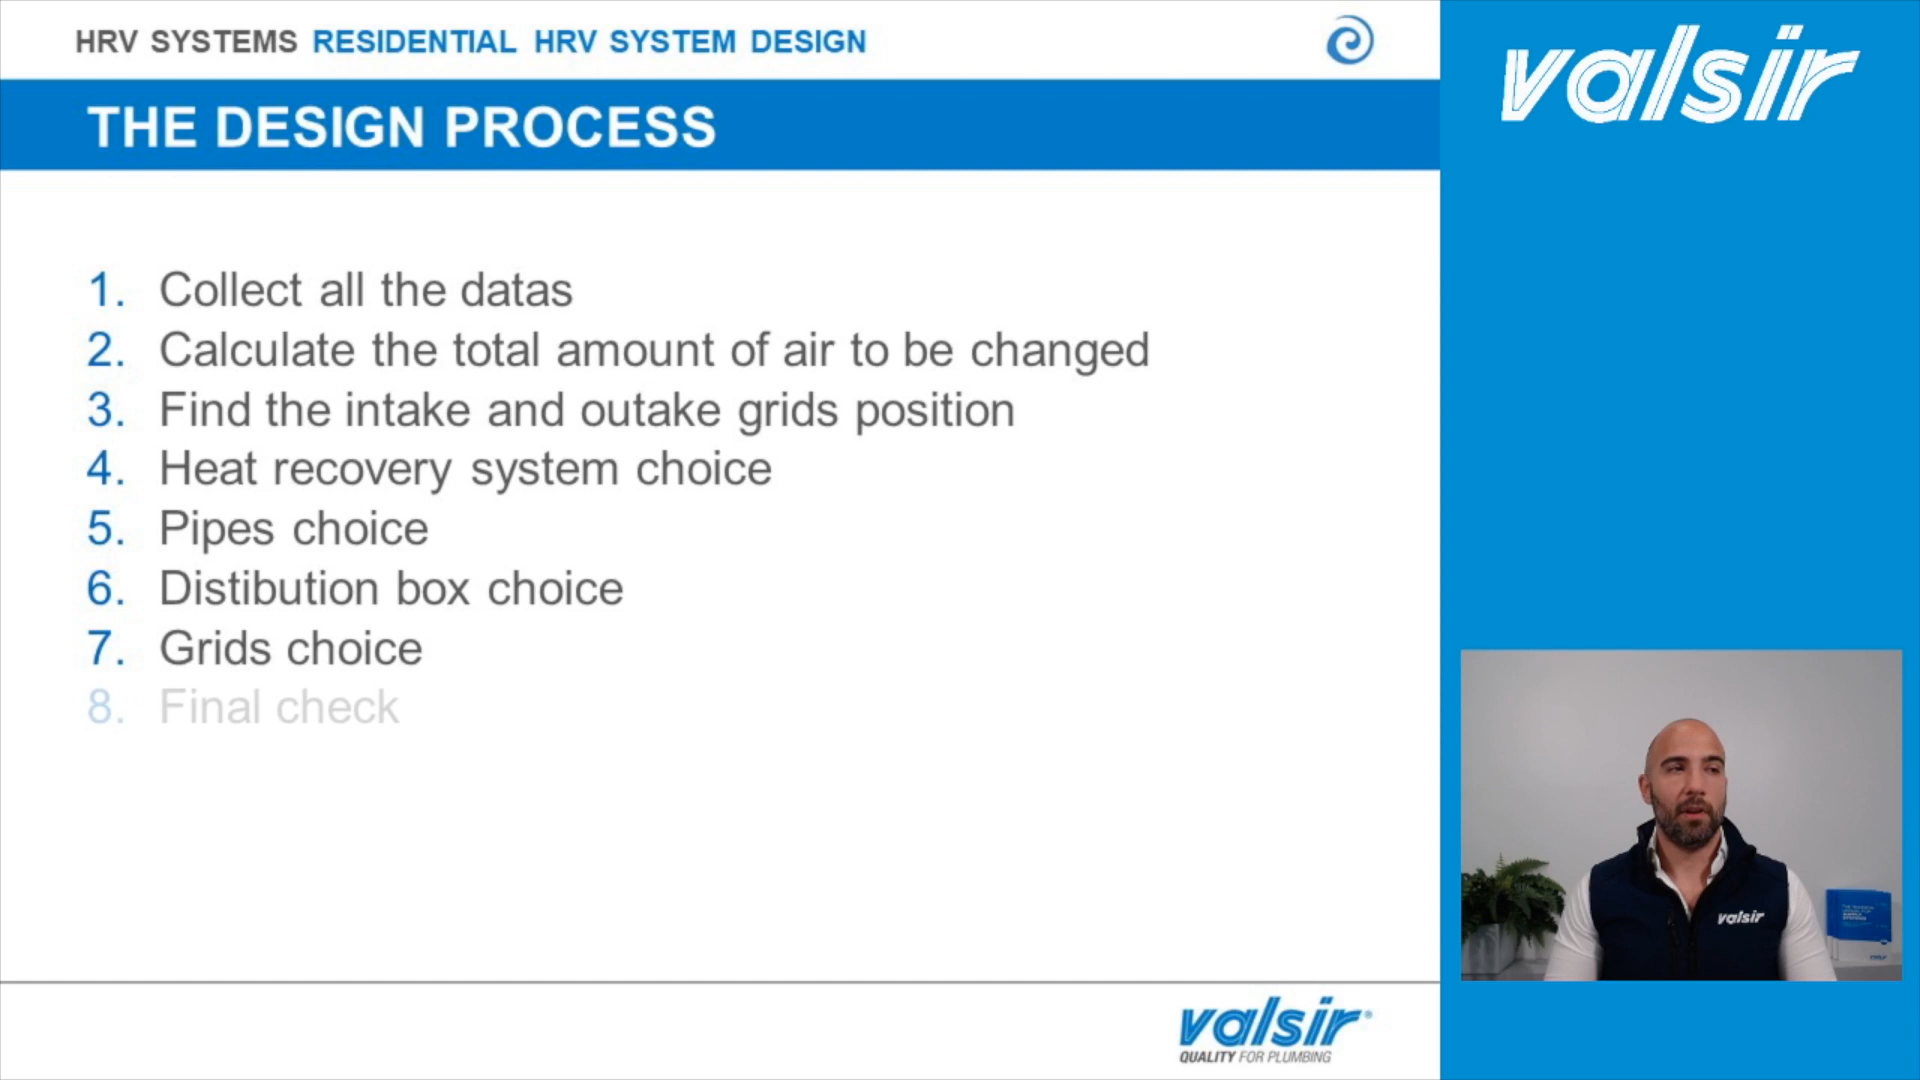 HRV SYSTEMS RESIDENTIAL HRV SYSTEM DESIGN
THE DESIGN PROCESS
1. Collect all the datas
2. Calculate the total amount of air to be changed
3. Find the intake and outake grids position
4. Heat recovery system choice
5. Pipes choice
6. Distibution box choice
7. Grids choice
8. Final check
valsir®
QUALITY FOR PLUMBING
valsir
valsir